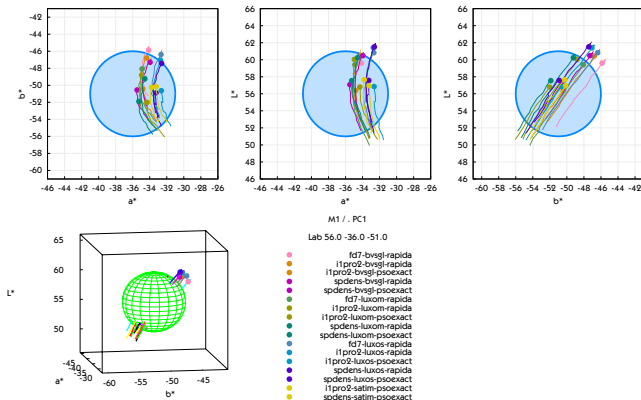 -42
-44
-46
-48
-50
-52
-54
-56
-58
-60
b*
-46 -44 -42 -40 -38 -36 -34 -32 -30 -28 -26
a*
66
64
62
60
58
56
54
52
50
48
46
L*
-46 -44 -42 -40 -38 -36 -34 -32 -30 -28 -26
a*
66
64
62
60
58
56
54
52
50
48
46
L*
-60 -58 -56 -54 -52 -50 -48 -46 -44 -42
b*
M1 / . PC1
Lab 56.0 -36.0 -51.0
65
60
55
50
L*
-45
-40
-35
-30
a*
-60 -55 -50 -45
b*
fd7-bvsgl-rapida
i1pro2-bvsgl-rapida
i1pro2-bvsgl-psoexact
spdens-bvsgl-rapida
spdens-bvsgl-psoexact
fd7-luxom-rapida
i1pro2-luxom-rapida
i1pro2-luxom-psoexact
spdens-luxom-rapida
spdens-luxom-psoexact
fd7-luxos-rapida
i1pro2-luxos-rapida
i1pro2-luxos-psoexact
spdens-luxos-rapida
spdens-luxos-psoexact
i1pro2-satim-psoexact
spdens-satim-psoexact